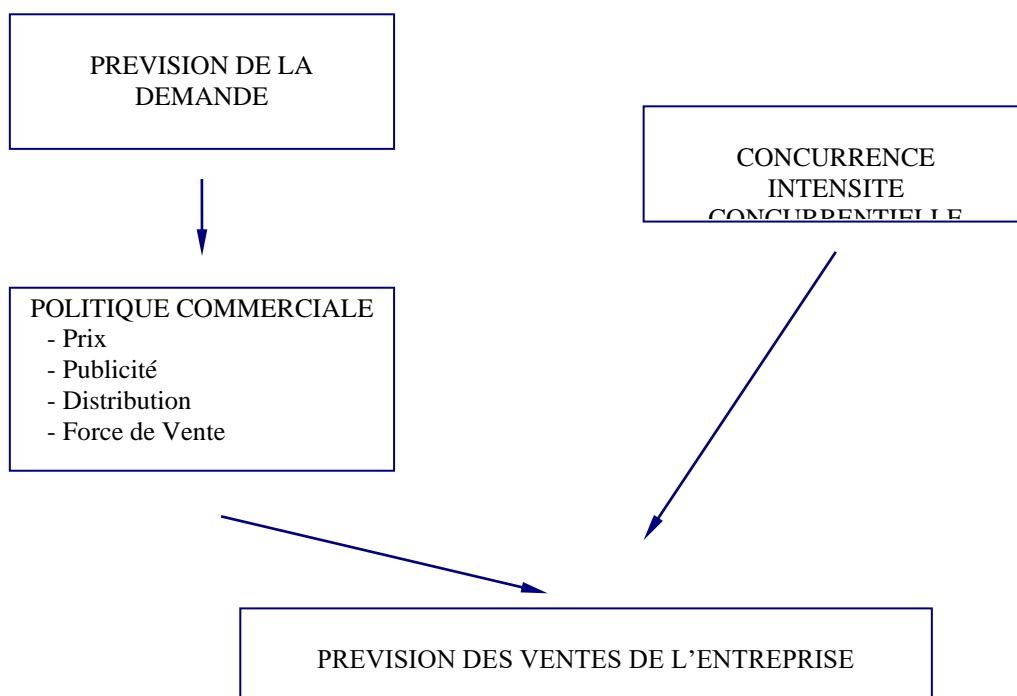 PREVISION DE LA
DEMANDE
CONCURRENCE
INTENSITE
CONCURRENTIELLE
POLITIQUE COMMERCIALE
- Prix
- Publicité
- Distribution
- Force de Vente
PREVISION DES VENTES DE L’ENTREPRISE